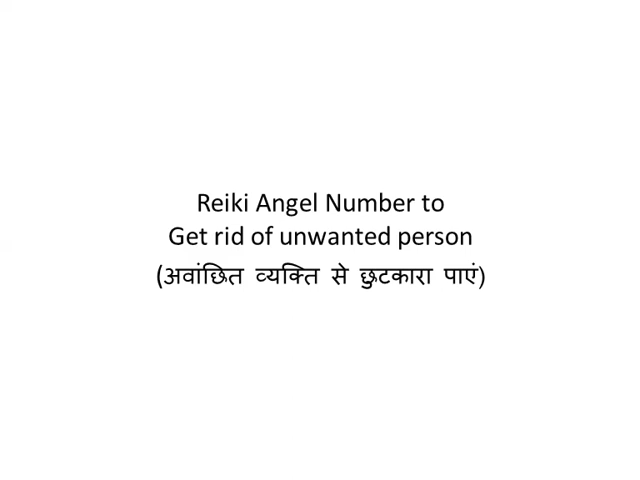 Reiki Angel Number to
Get rid of unwanted person
(अवांछित व्यक्ति से छुटकारा पाएं)